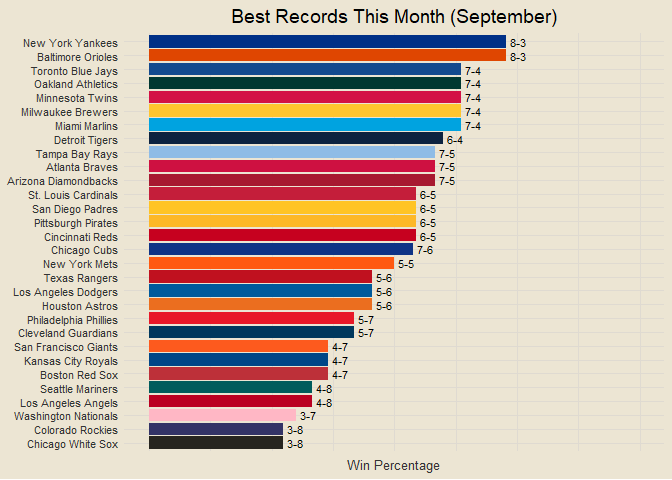 Best Records This Month (September)
New York Yankees 8-3
Baltimore Orioles 8-3
Toronto Blue Jays 7-4
Oakland Athletics 7-4
Minnesota Twins 7-4
Milwaukee Brewers 7-4
Miami Marlins 7-4
Detroit Tigers 6-4
Tampa Bay Rays 7-5
Atlanta Braves 7-5
Arizona Diamondbacks 7-5
St. Louis Cardinals 6-5
San Diego Padres 6-5
Pittsburgh Pirates 6-5
Cincinnati Reds 6-5
Chicago Cubs 7-6
New York Mets 5-5
Texas Rangers 5-6
Los Angeles Dodgers 5-6
Houston Astros 5-6
Philadelphia Phillies 5-7
Cleveland Guardians 5-7
San Francisco Giants 4-7
Kansas City Royals 4-7
Boston Red Sox 4-7
Seattle Mariners 4-8
Los Angeles Angels 4-8
Washington Nationals 3-7
Colorado Rockies 3-8
Chicago White Sox 3-8
Win Percentage